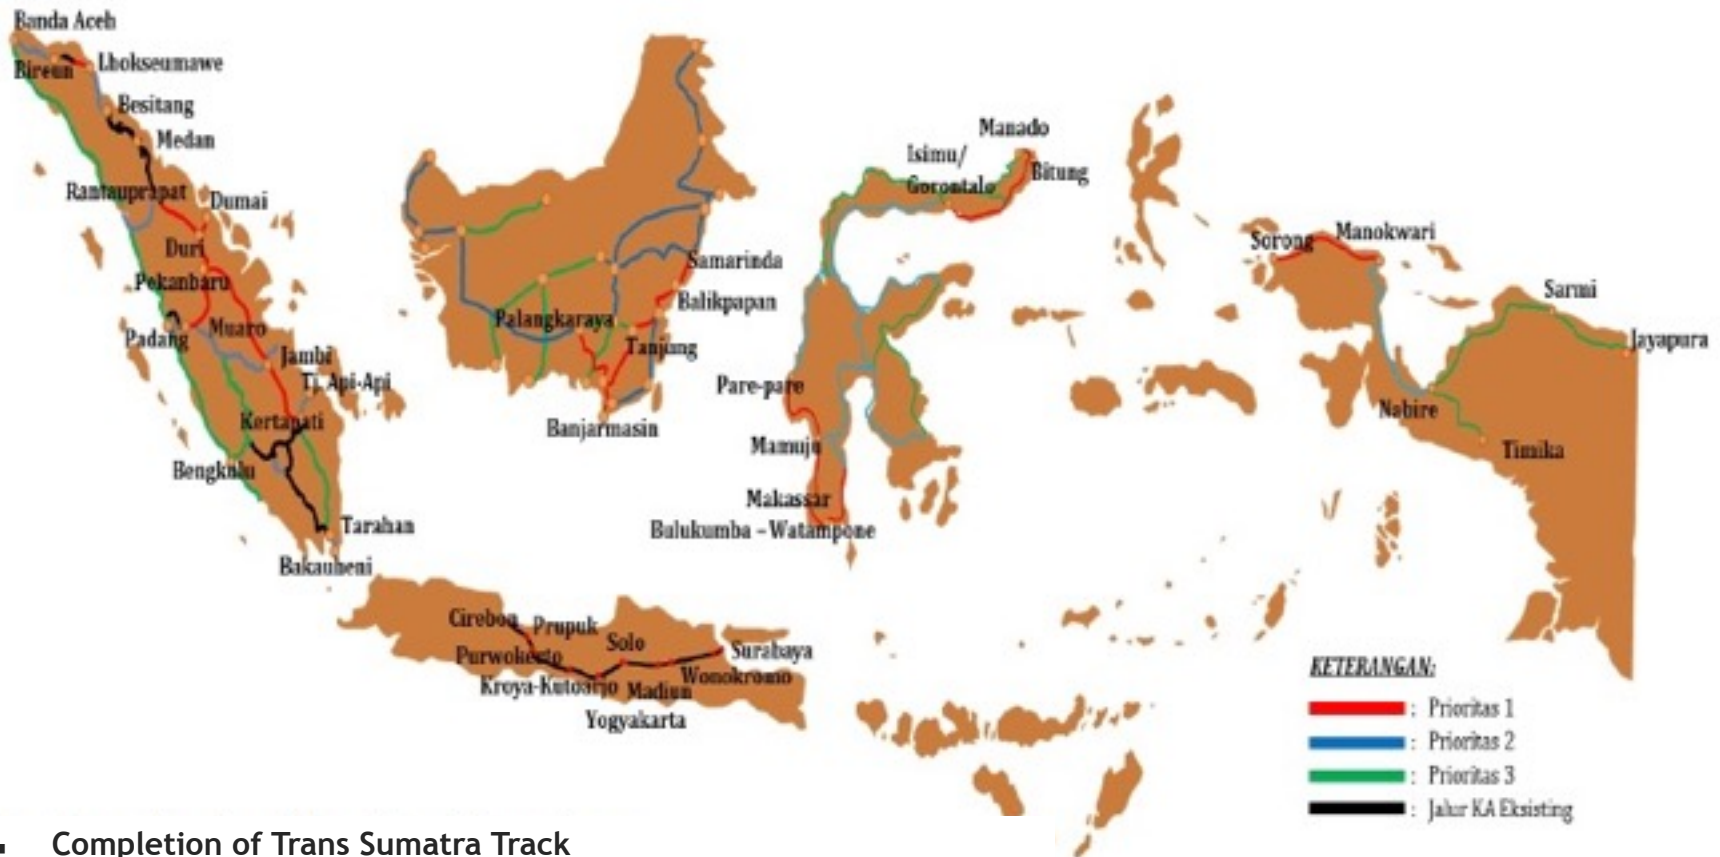 Banda Aceh
Bireun
Lhokseumawe
Besitang
Medan
Rantauprapat
Dumai
Duri
Pekanbaru
Padang
Muaro
Jambi
Tj. Api-Api
Kertapati
Bengkulu
Tarahan
Bakauheni
Samarinda
Balikpapan
Palangkaraya
Tanjung
Banjarmasin
Manado
Isimu/
Gorontalo
Bitung
Pare-pare
Mamuju
Makassar
Bulukumba – Watampone
Sorong
Manokwari
Sarmi
Jayapura
Nabire
Timika
Cirebon
Prupuk
Purwokerto
Solo
Surabaya
Kroya-Kutoarjo
Madiun
Wonokromo
Yogyakarta
KETERANGAN:
: Prioritas 1
: Prioritas 2
: Prioritas 3
: Jalur KA Eksisting
▪ Completion of Trans Sumatra Track